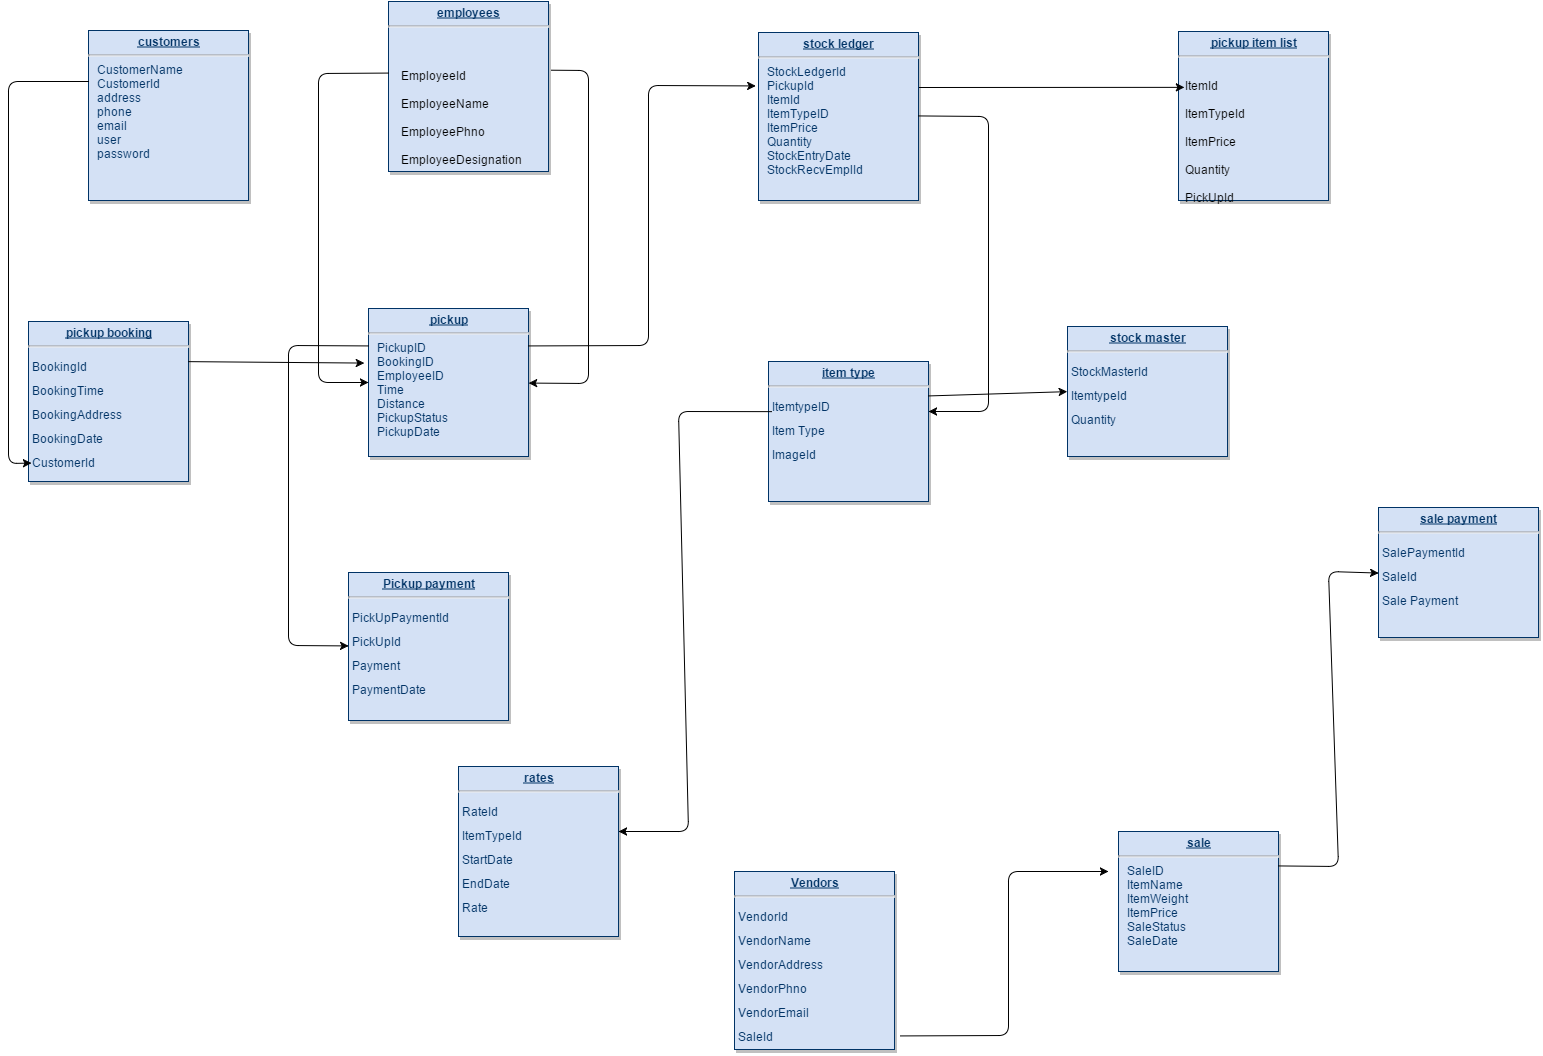 customers
CustomerName
CustomerId
address
phone
email
user
password
employees
EmployeeId
EmployeeName
EmployeePhno
EmployeeDesignation
stock ledger
StockLedgerId
PickupId
ItemId
ItemTypeID
ItemPrice
Quantity
StockEntryDate
StockRecvEmplId
pickup item list
ItemId
ItemTypeId
ItemPrice
Quantity
PickUpId
pickup booking
BookingId
BookingTime
BookingAddress
BookingDate
CustomerId
pickup
PickupID
BookingID
EmployeeID
Time
Distance
PickupStatus
PickupDate
item type
ItemtypeID
Item Type
ImageId
stock master
StockMasterId
ItemtypeId
Quantity
sale payment
SalePaymentId
SaleId
Sale Payment
Pickup payment
PickUpPaymentId
PickUpId
Payment
PaymentDate
rates
RateId
ItemTypeId
StartDate
EndDate
Rate
Vendors
VendorId
VendorName
VendorAddress
VendorPhno
VendorEmail
SaleId
sale
SaleID
ItemName
ItemWeight
ItemPrice
SaleStatus
SaleDate